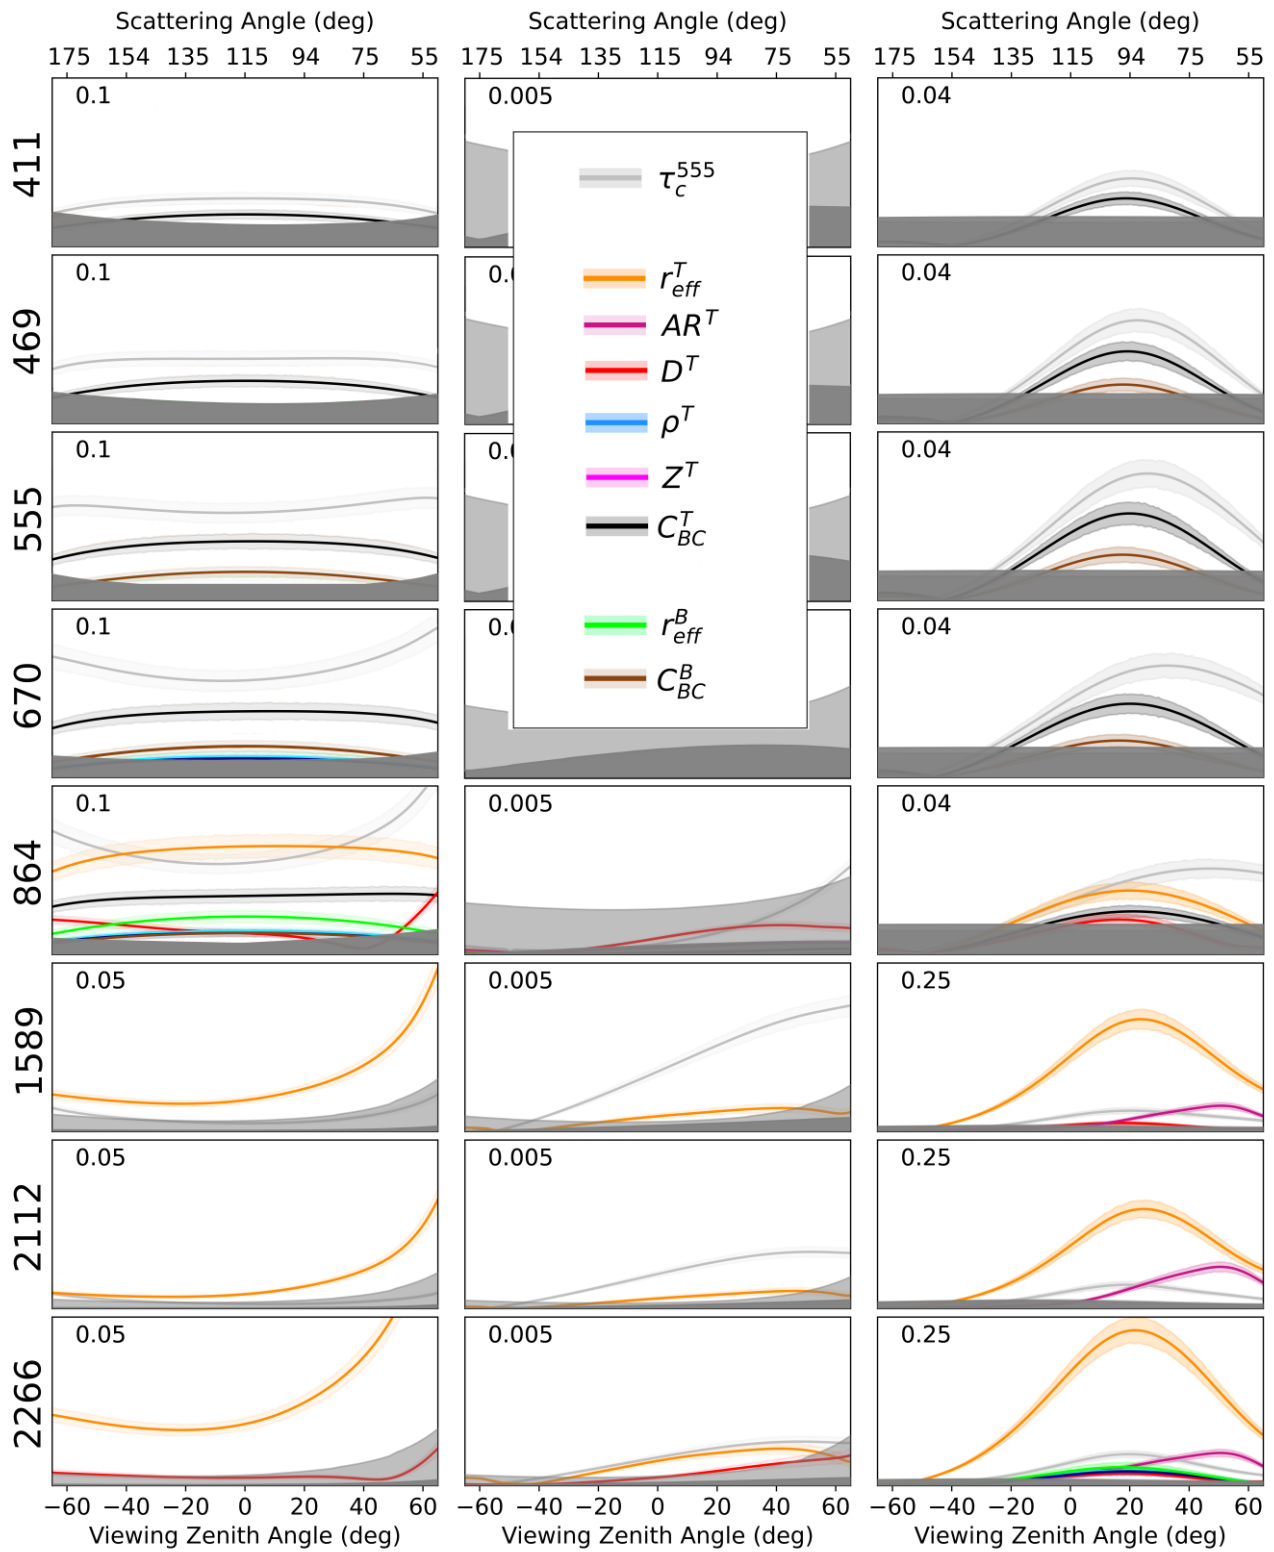 Scattering Angle (deg) Scattering Angle (deg) Scattering Angle (deg)
175 154 135 115 94 75 55 175 154 135 115 94 75 55 175 154 135 115 94 75 55
411 0.1 0.005 0.04
τ_c^555
469 0.1 0.04
r_eff^T
AR^T
D^T
ρ^T
555 0.1 0.04
Z^T
C_BC^T
670 0.1 0.04
r_eff^B
C_BC^B
864 0.1 0.005 0.04
1589 0.05 0.005 0.25
2112 0.05 0.005 0.25
2266 0.05 0.005 0.25
−60 −40 −20 0 20 40 60 −60 −40 −20 0 20 40 60 −60 −40 −20 0 20 40 60
Viewing Zenith Angle (deg) Viewing Zenith Angle (deg) Viewing Zenith Angle (deg)